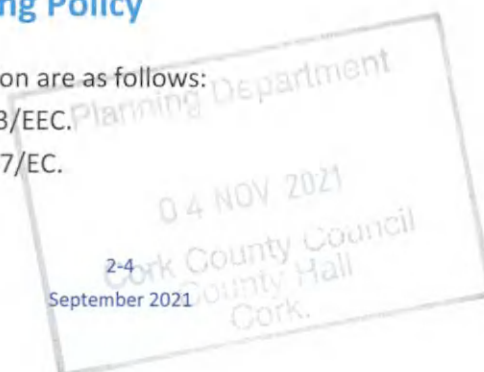 ng Policy
on are as follows:
3/EEC.
7/EC.
Planning Department
04 NOV 2021
Cork County Council
County Hall
Cork.
2-4
September 2021